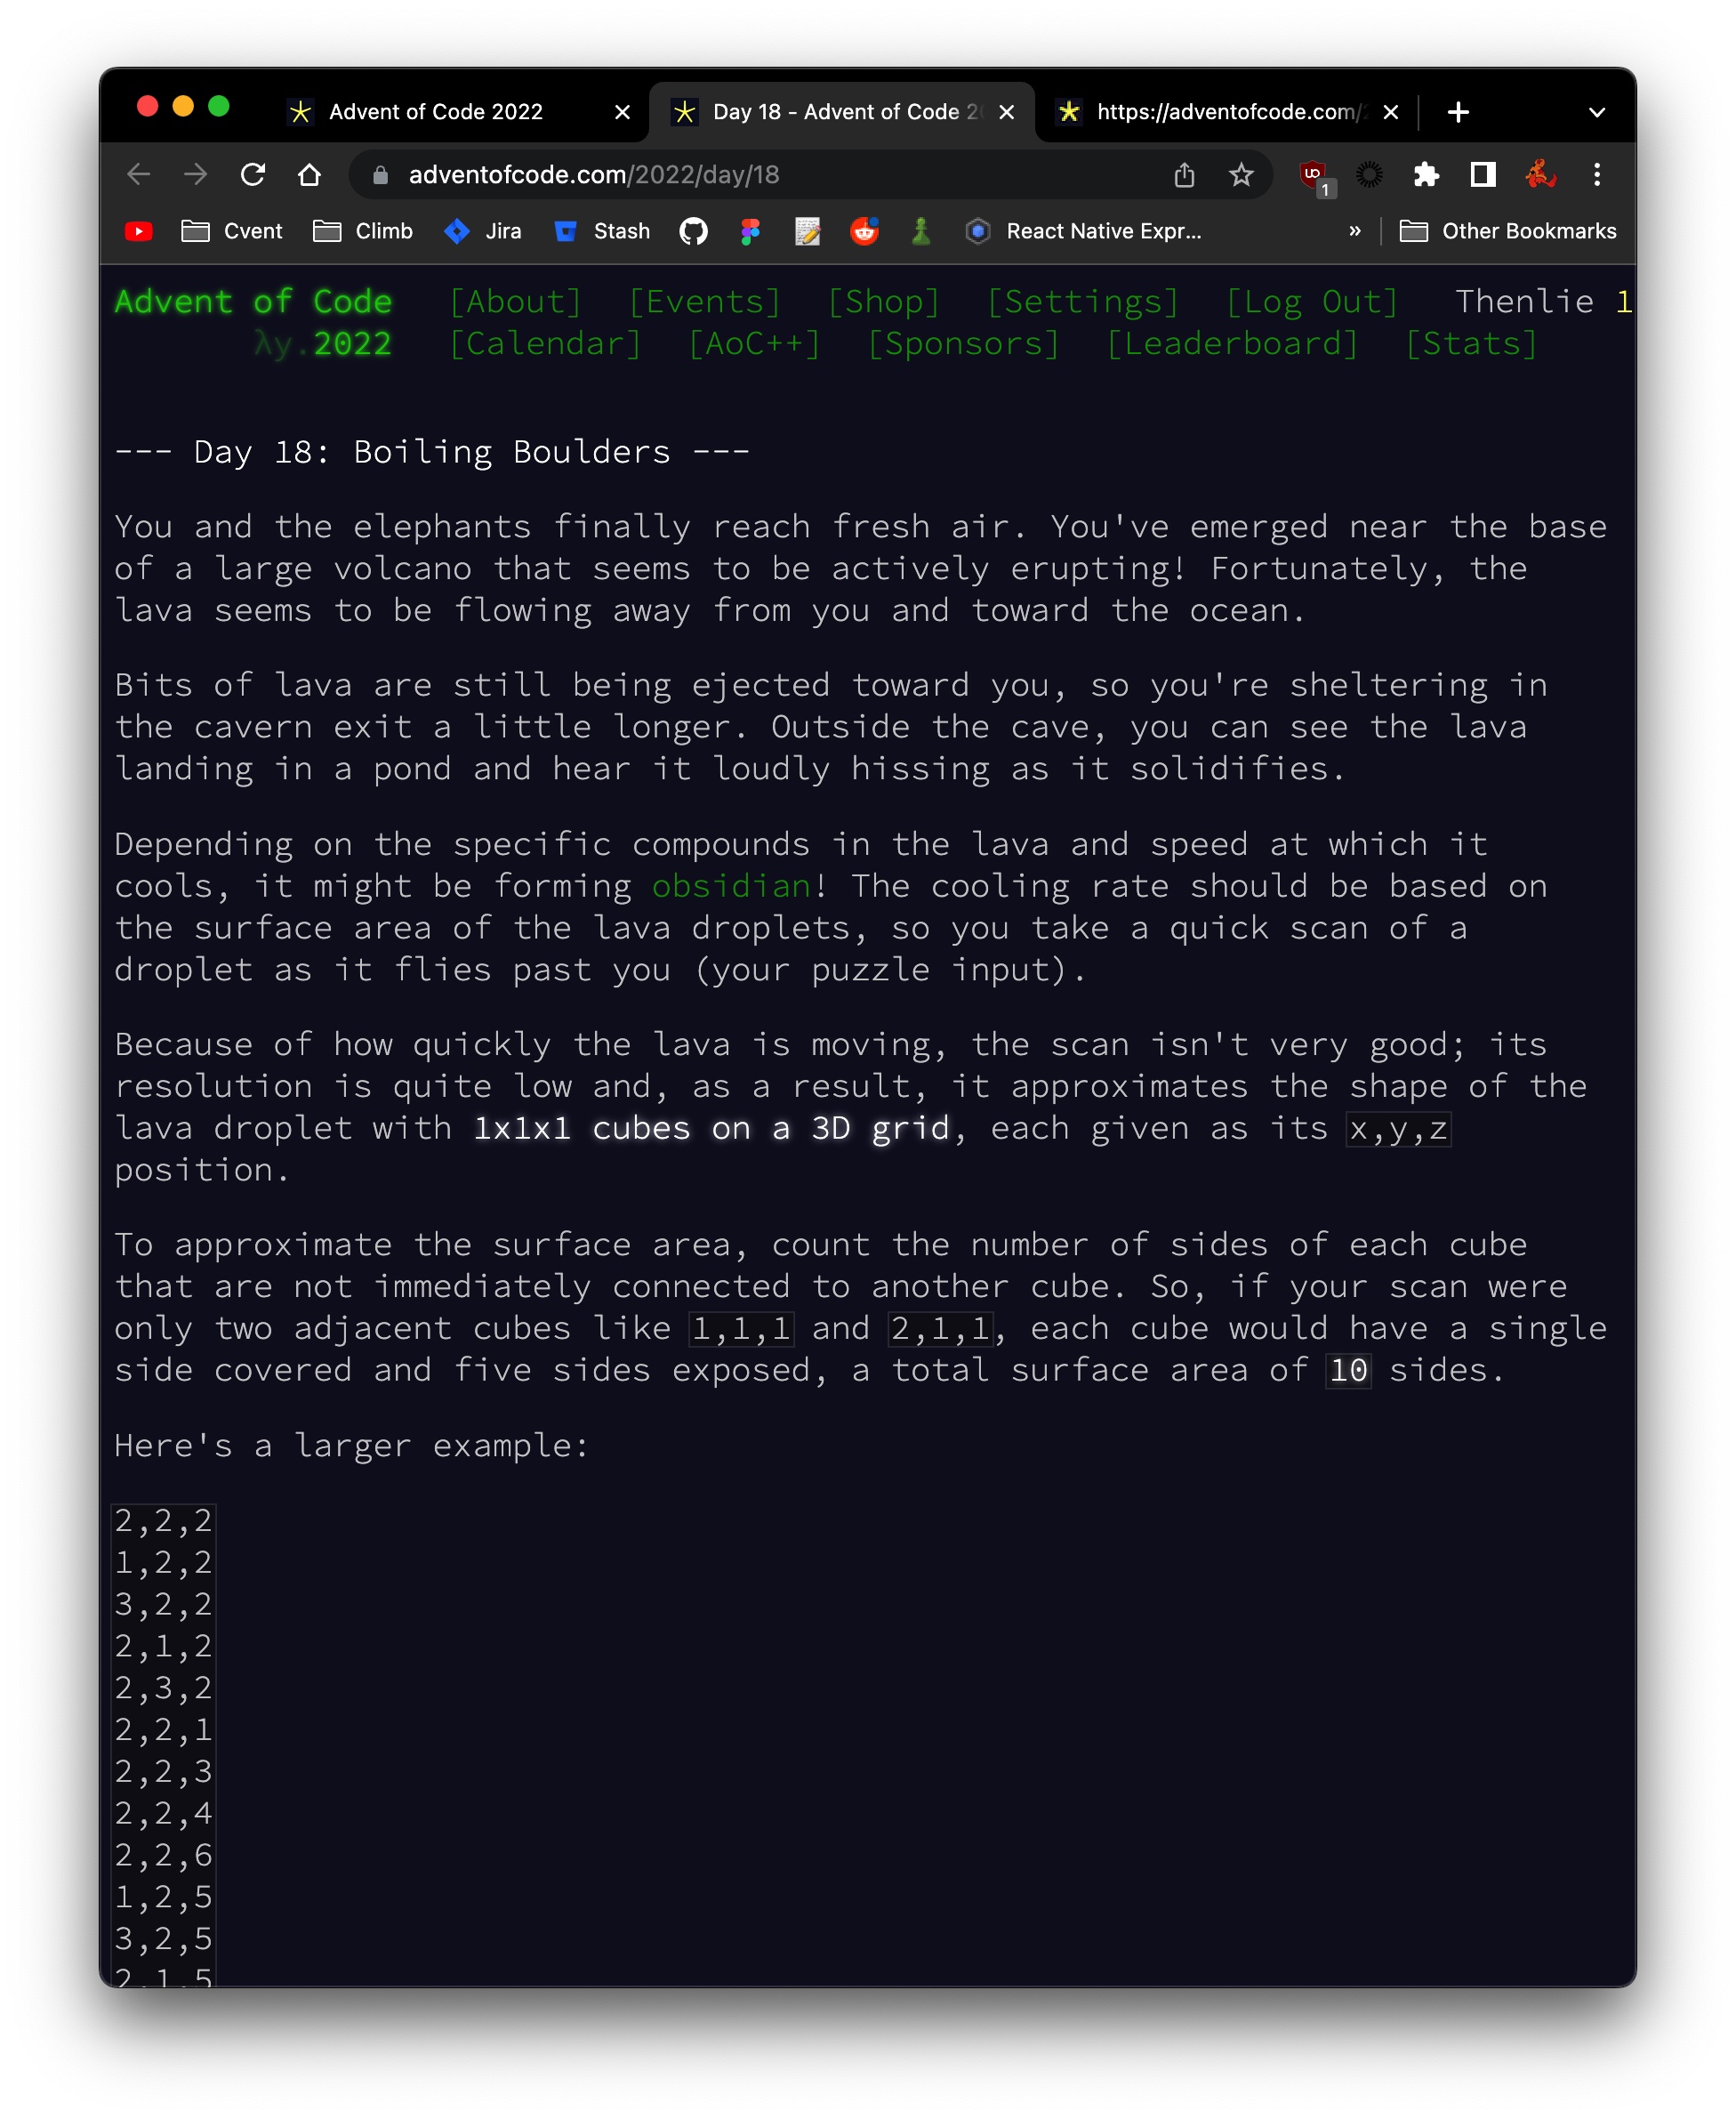 Advent of Code 2022
Day 18 - Advent of Code 2
https://adventofcode.com/
adventofcode.com/2022/day/18
1
Cvent
Climb
Jira
Stash
React Native Expr...
»
Other Bookmarks
Advent of Code [About] [Events] [Shop] [Settings] [Log Out] Thenlie 1
λy.2022 [Calendar] [AoC++] [Sponsors] [Leaderboard] [Stats]
--- Day 18: Boiling Boulders ---
You and the elephants finally reach fresh air. You've emerged near the base
of a large volcano that seems to be actively erupting! Fortunately, the
lava seems to be flowing away from you and toward the ocean.
Bits of lava are still being ejected toward you, so you're sheltering in
the cavern exit a little longer. Outside the cave, you can see the lava
landing in a pond and hear it loudly hissing as it solidifies.
Depending on the specific compounds in the lava and speed at which it
cools, it might be forming obsidian! The cooling rate should be based on
the surface area of the lava droplets, so you take a quick scan of a
droplet as it flies past you (your puzzle input).
Because of how quickly the lava is moving, the scan isn't very good; its
resolution is quite low and, as a result, it approximates the shape of the
lava droplet with 1x1x1 cubes on a 3D grid, each given as its x,y,z
position.
To approximate the surface area, count the number of sides of each cube
that are not immediately connected to another cube. So, if your scan were
only two adjacent cubes like 1,1,1 and 2,1,1, each cube would have a single
side covered and five sides exposed, a total surface area of 10 sides.
Here's a larger example:
2,2,2
1,2,2
3,2,2
2,1,2
2,3,2
2,2,1
2,2,3
2,2,4
2,2,6
1,2,5
3,2,5
2,1,5